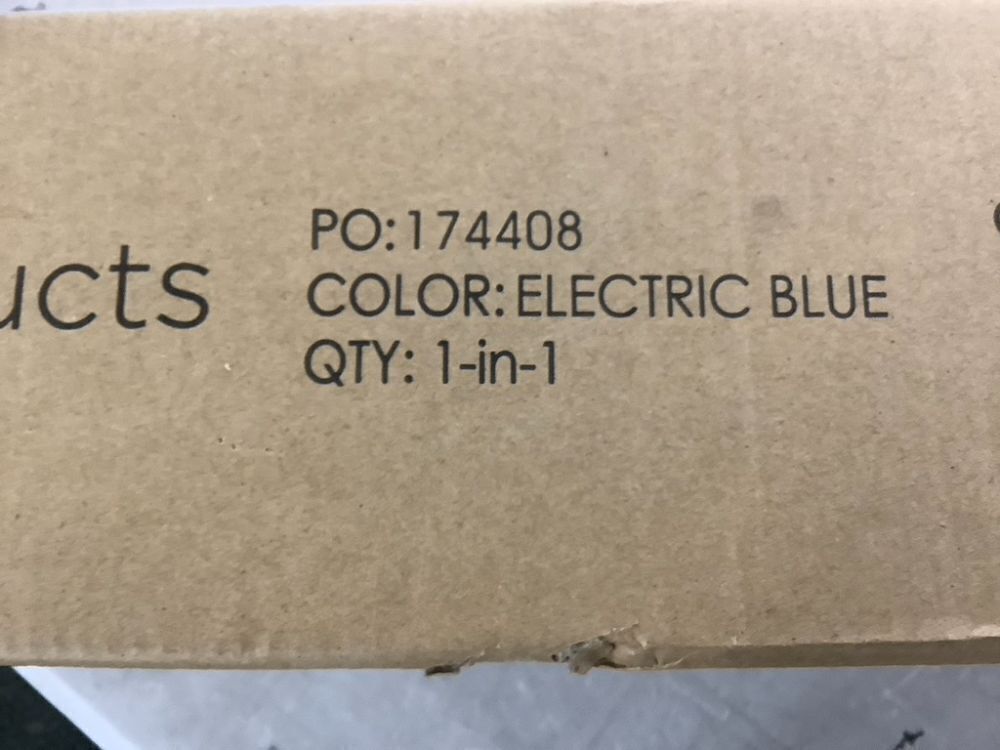 ucts
PO:174408
COLOR: ELECTRIC BLUE
QTY: 1-in-1